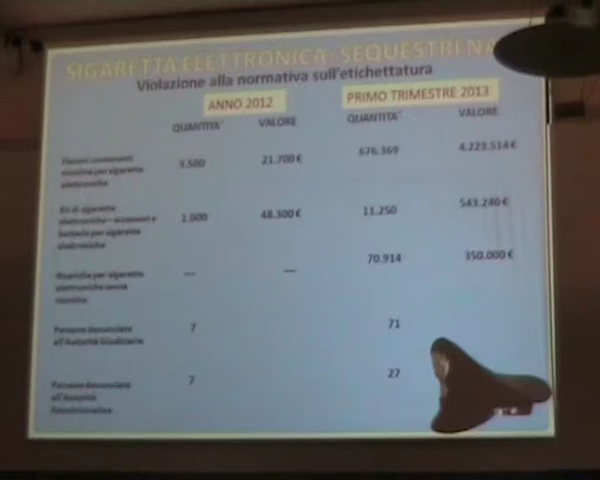 SIGARETTA ELETTRONICA- SEQUESTRI NA
Violazione alla normativa sull'etichettatura
ANNO 2012 PRIMO TRIMESTRE 2013
QUANTITA' VALORE QUANTITA' VALORE
Flaconi contenenti
nicotina per sigarette
elettroniche
3.500 21.700 € 676.369 4.223.514 €
Kit di sigarette
elettroniche – accessori e
batterie per sigarette
elettroniche
1.000 48.300 € 11.250 543.240 €
Ricariche per sigarette
elettroniche senza
nicotina
--- --- 70.914 350.000 €
Persone denunciate
all'Autorità Giudiziaria
7 71
Persone denunciate
all'Autorità
Amministrativa
7 27